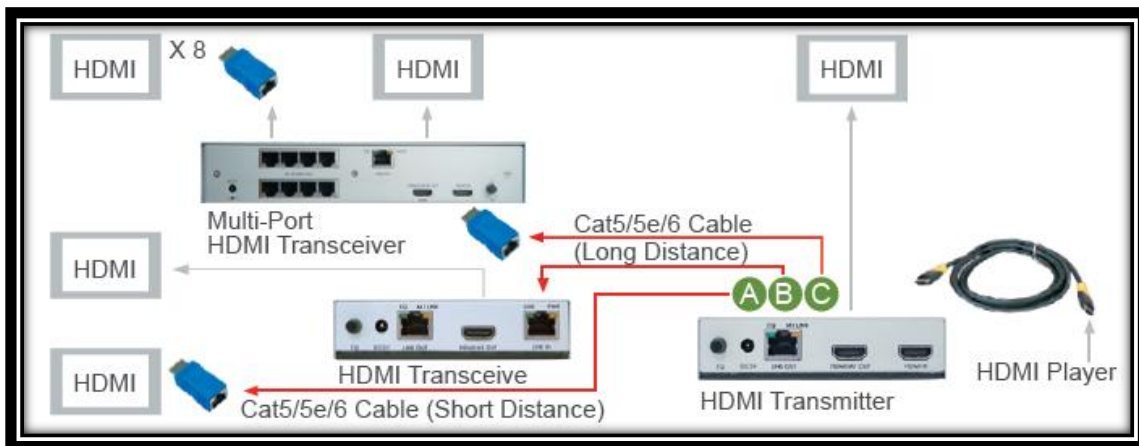 HDMI
X 8
HDMI
HDMI
Multi-Port
HDMI Transceiver
Cat5/5e/6 Cable
(Long Distance)
HDMI
A B C
HDMI Player
HDMI Transceive
HDMI Transmitter
HDMI
Cat5/5e/6 Cable (Short Distance)